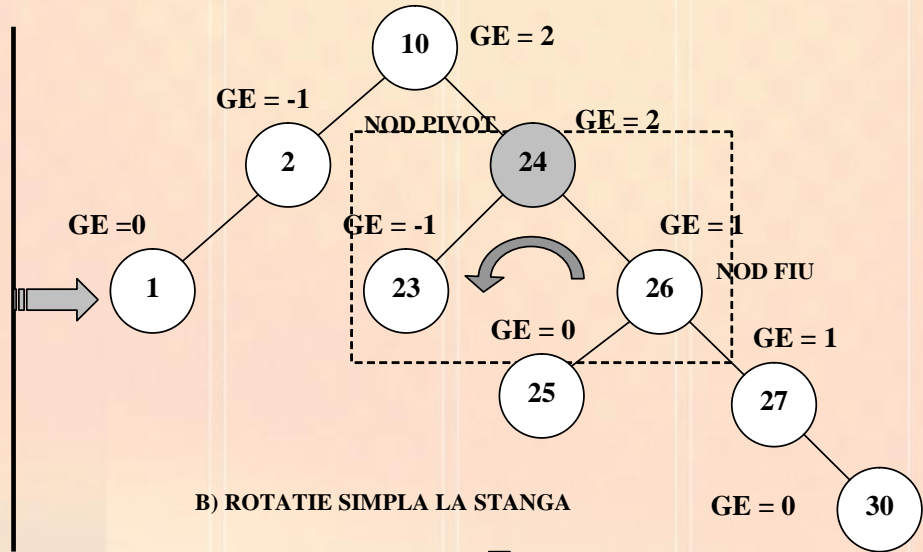 10
GE = 2
GE = -1
NOD PIVOT
GE = 2
2
24
GE =0
GE = -1
GE = 1
1
23
26
NOD FIU
GE = 0
GE = 1
25
27
B) ROTATIE SIMPLA LA STANGA
GE = 0
30